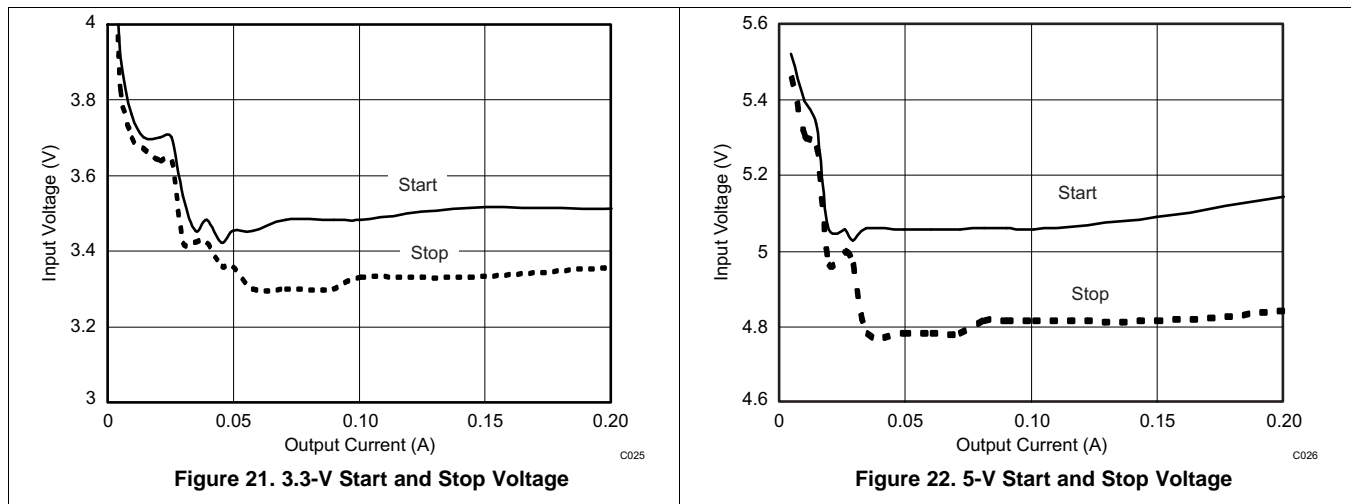 4
3.8
3.6
3.4
3.2
3
Input Voltage (V)
Start
Stop
0 0.05 0.10 0.15 0.20
Output Current (A)
C025
Figure 21. 3.3-V Start and Stop Voltage
5.6
5.4
5.2
5
4.8
4.6
Input Voltage (V)
Start
Stop
0 0.05 0.10 0.15 0.20
Output Current (A)
C026
Figure 22. 5-V Start and Stop Voltage